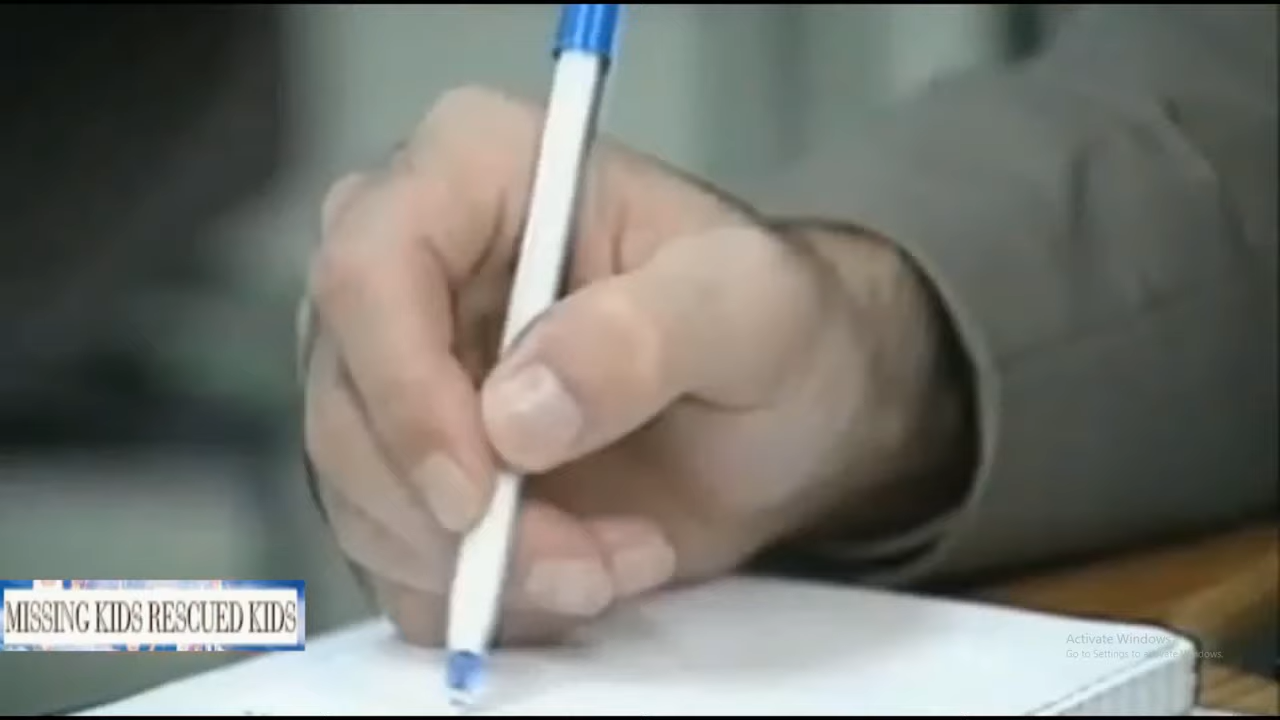 MISSING KIDS RESCUED KIDS
Activate Windows
Go to Settings to activate Windows.